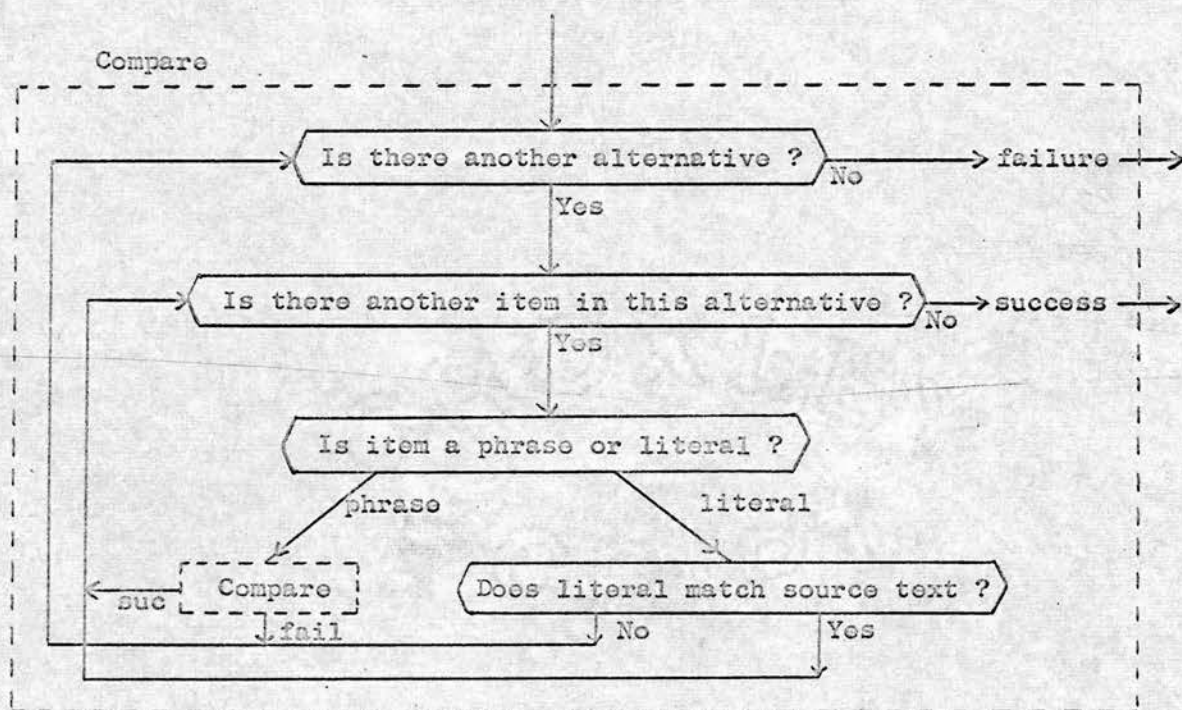 Compare
Is there another alternative ?
No
failure
Yes
Is there another item in this alternative ?
No
success
Yes
Is item a phrase or literal ?
phrase
literal
Compare
suc
fail
Does literal match source text ?
No
Yes